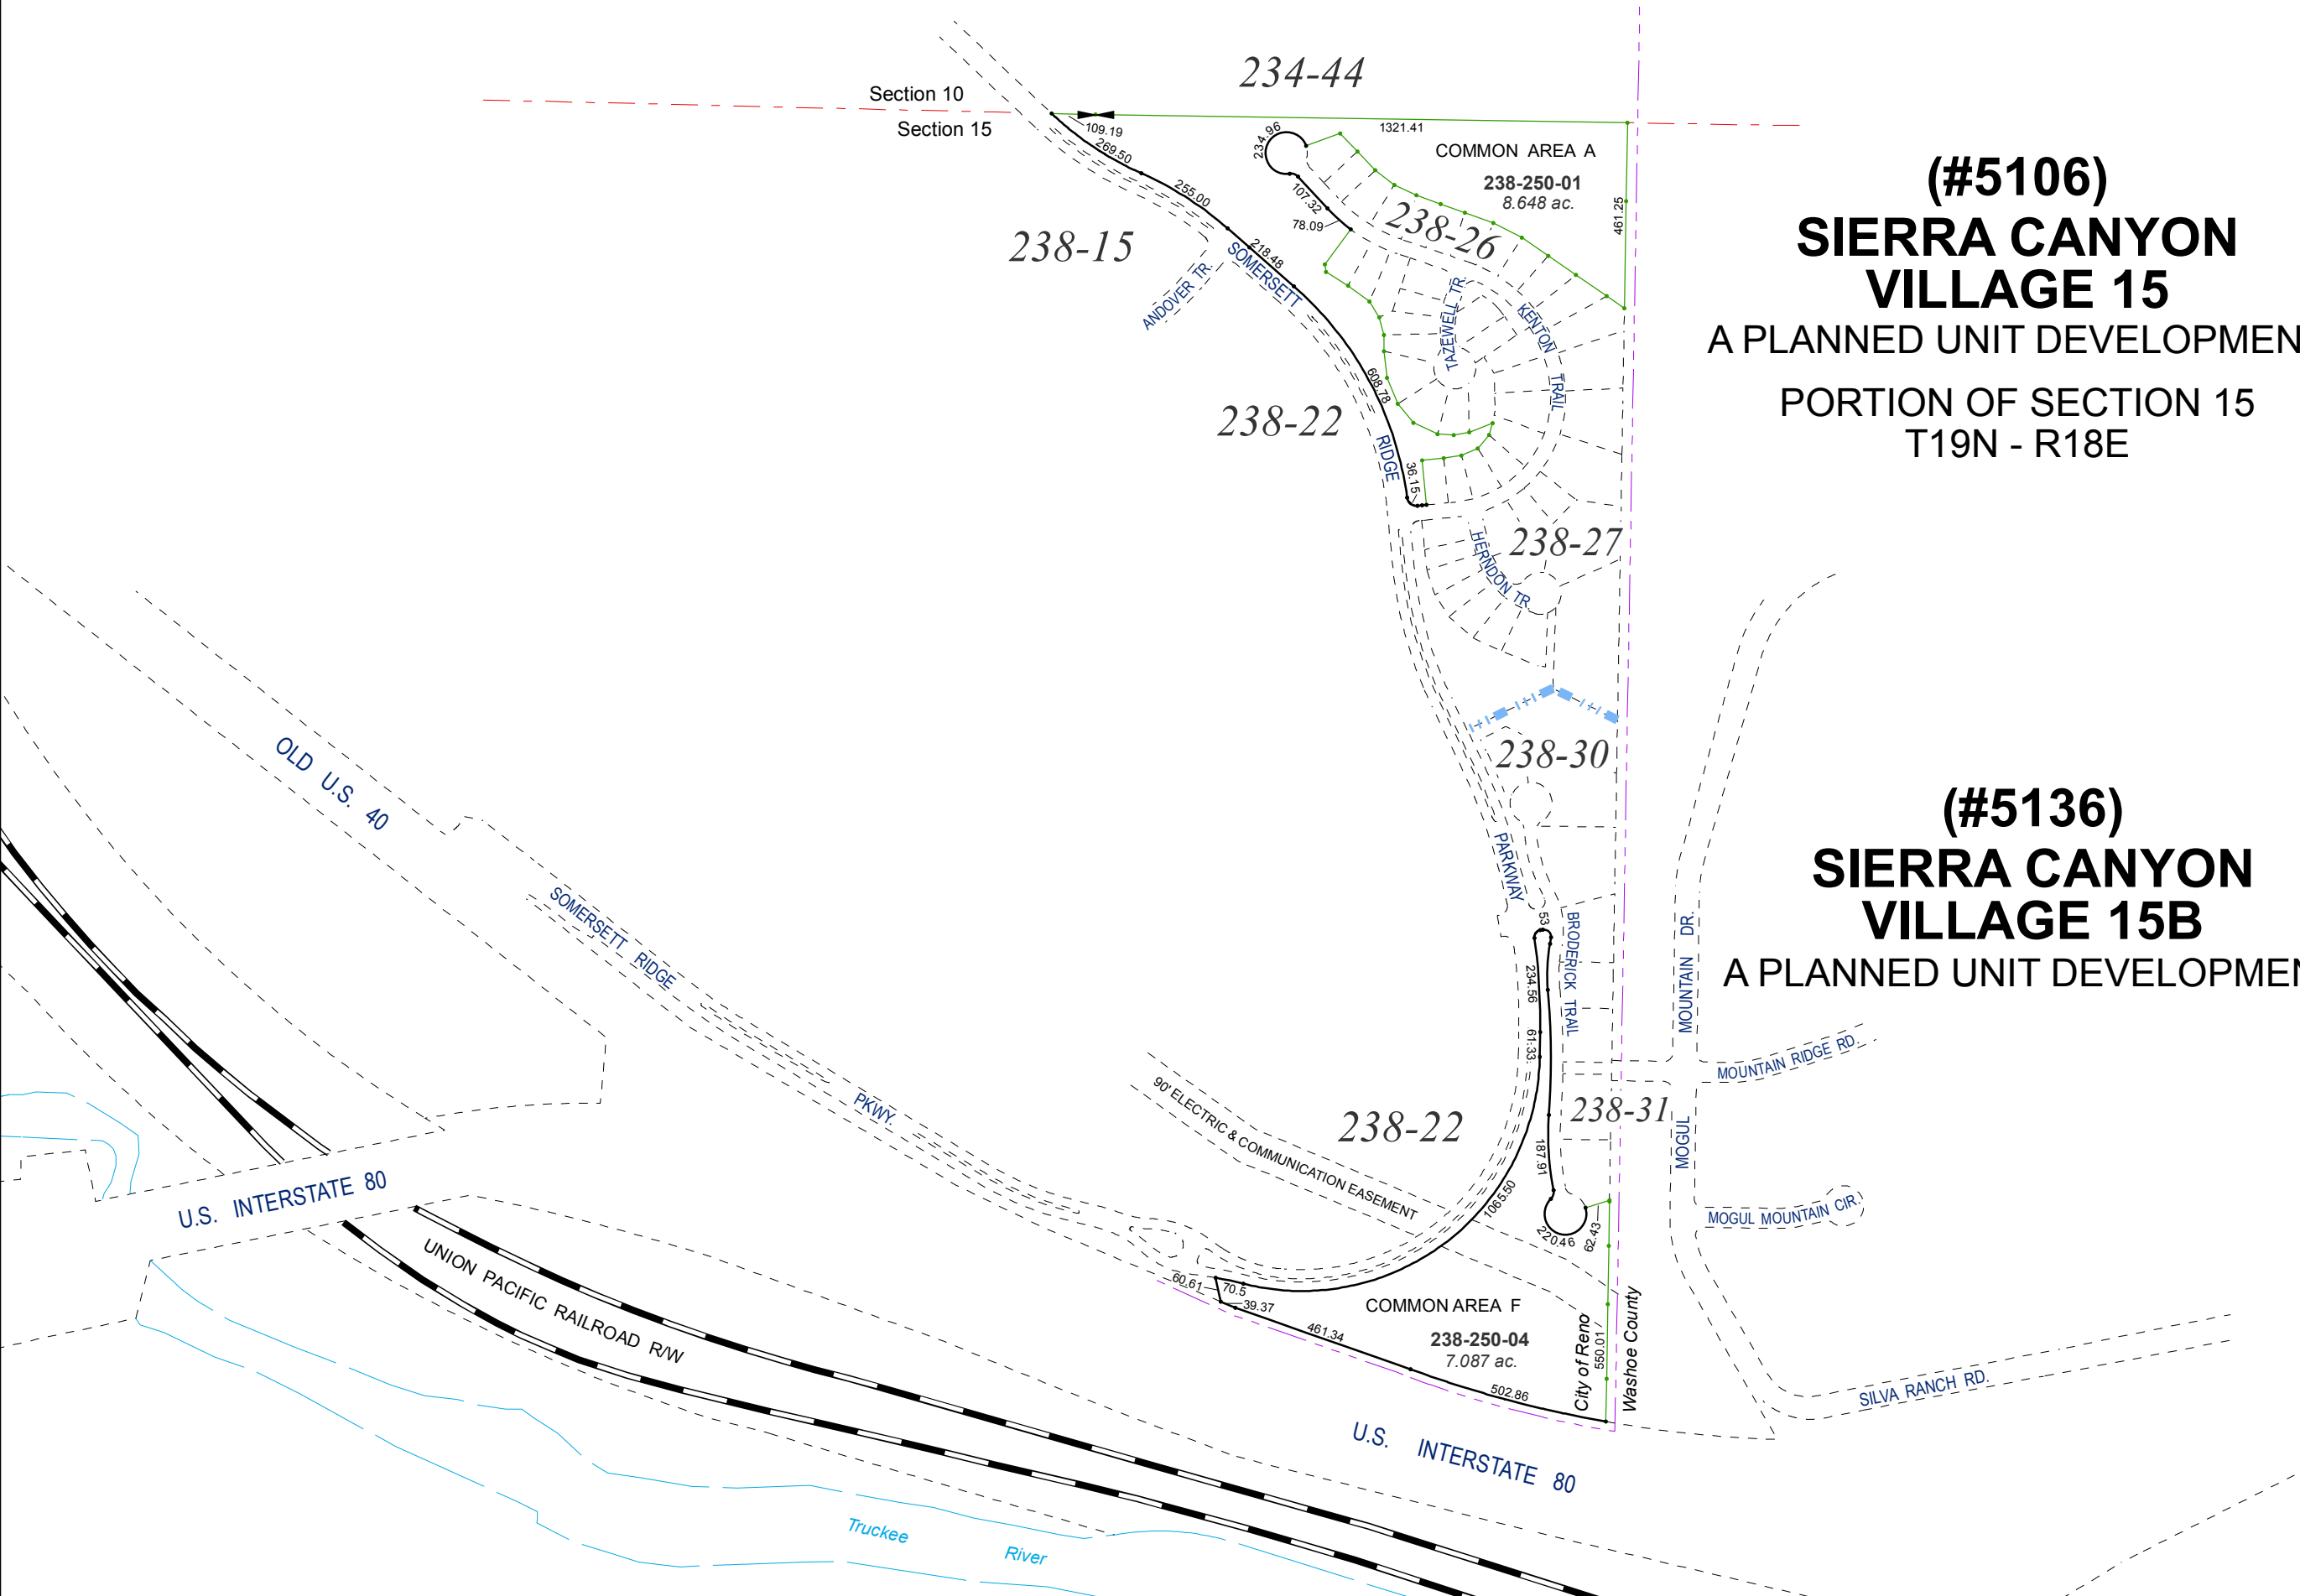 234-44
Section 10
Section 15
109.19
269.50
255.00
218.48
608.78
36.15
234.96
107.32
78.09
1321.41
COMMON AREA A
238-250-01
8.648 ac.
461.25
238-15
238-26
ANDOVER TR.
SOMERSETT
RIDGE
TAZEWELL TR.
KENTON
TRAIL
238-22
(#5106)
SIERRA CANYON
VILLAGE 15
A PLANNED UNIT DEVELOPMEN
PORTION OF SECTION 15
T19N - R18E
238-27
HERNDON TR.
238-30
PARKWAY
OLD U.S. 40
SOMERSETT RIDGE
PKWY.
(#5136)
SIERRA CANYON
VILLAGE 15B
A PLANNED UNIT DEVELOPMEN
53
234.56
61.33
BRODERICK TRAIL
MOUNTAIN DR.
MOGUL
MOUNTAIN RIDGE RD.
90' ELECTRIC & COMMUNICATION EASEMENT
238-22
238-31
187.91
1065.50
220.46
62.43
MOGUL MOUNTAIN CIR.
U.S. INTERSTATE 80
UNION PACIFIC RAILROAD R/W
60.61
70.5
39.37
461.34
502.86
COMMON AREA F
238-250-04
7.087 ac.
City of Reno
550.01
Washoe County
SILVA RANCH RD.
U.S. INTERSTATE 80
Truckee
River